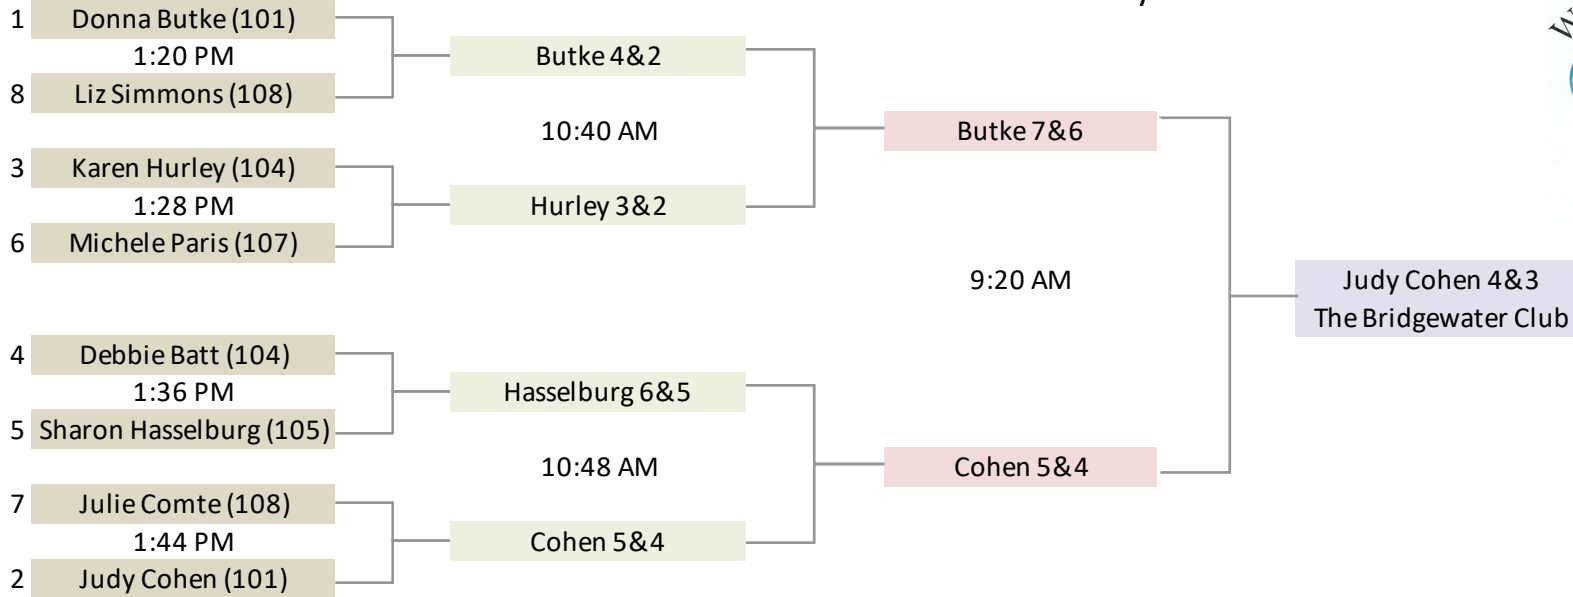 1 Donna Butke (101)
1:20 PM
8 Liz Simmons (108)
Butke 4&2
10:40 AM
3 Karen Hurley (104)
1:28 PM
6 Michele Paris (107)
Hurley 3&2
Butke 7&6
9:20 AM
4 Debbie Batt (104)
1:36 PM
5 Sharon Hasselburg (105)
Hasselburg 6&5
10:48 AM
7 Julie Comte (108)
1:44 PM
2 Judy Cohen (101)
Cohen 5&4
Cohen 5&4
Judy Cohen 4&3
The Bridgewater Club